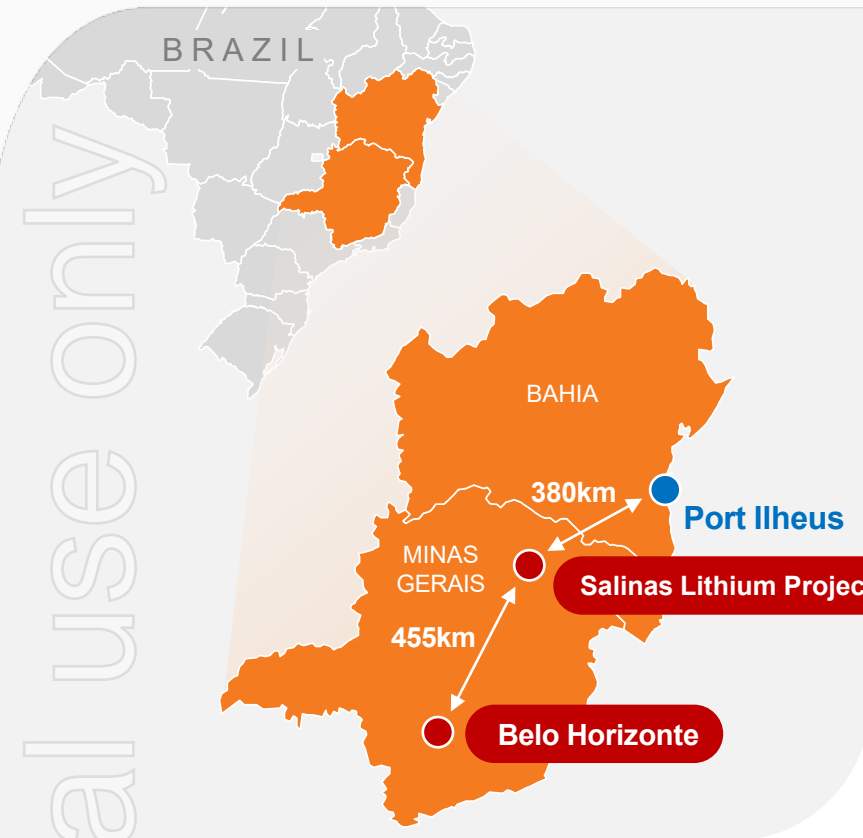 BRAZIL
BAHIA
380km
Port Ilheus
MINAS
GERAIS
Salinas Lithium Projec
455km
Belo Horizonte
al use only